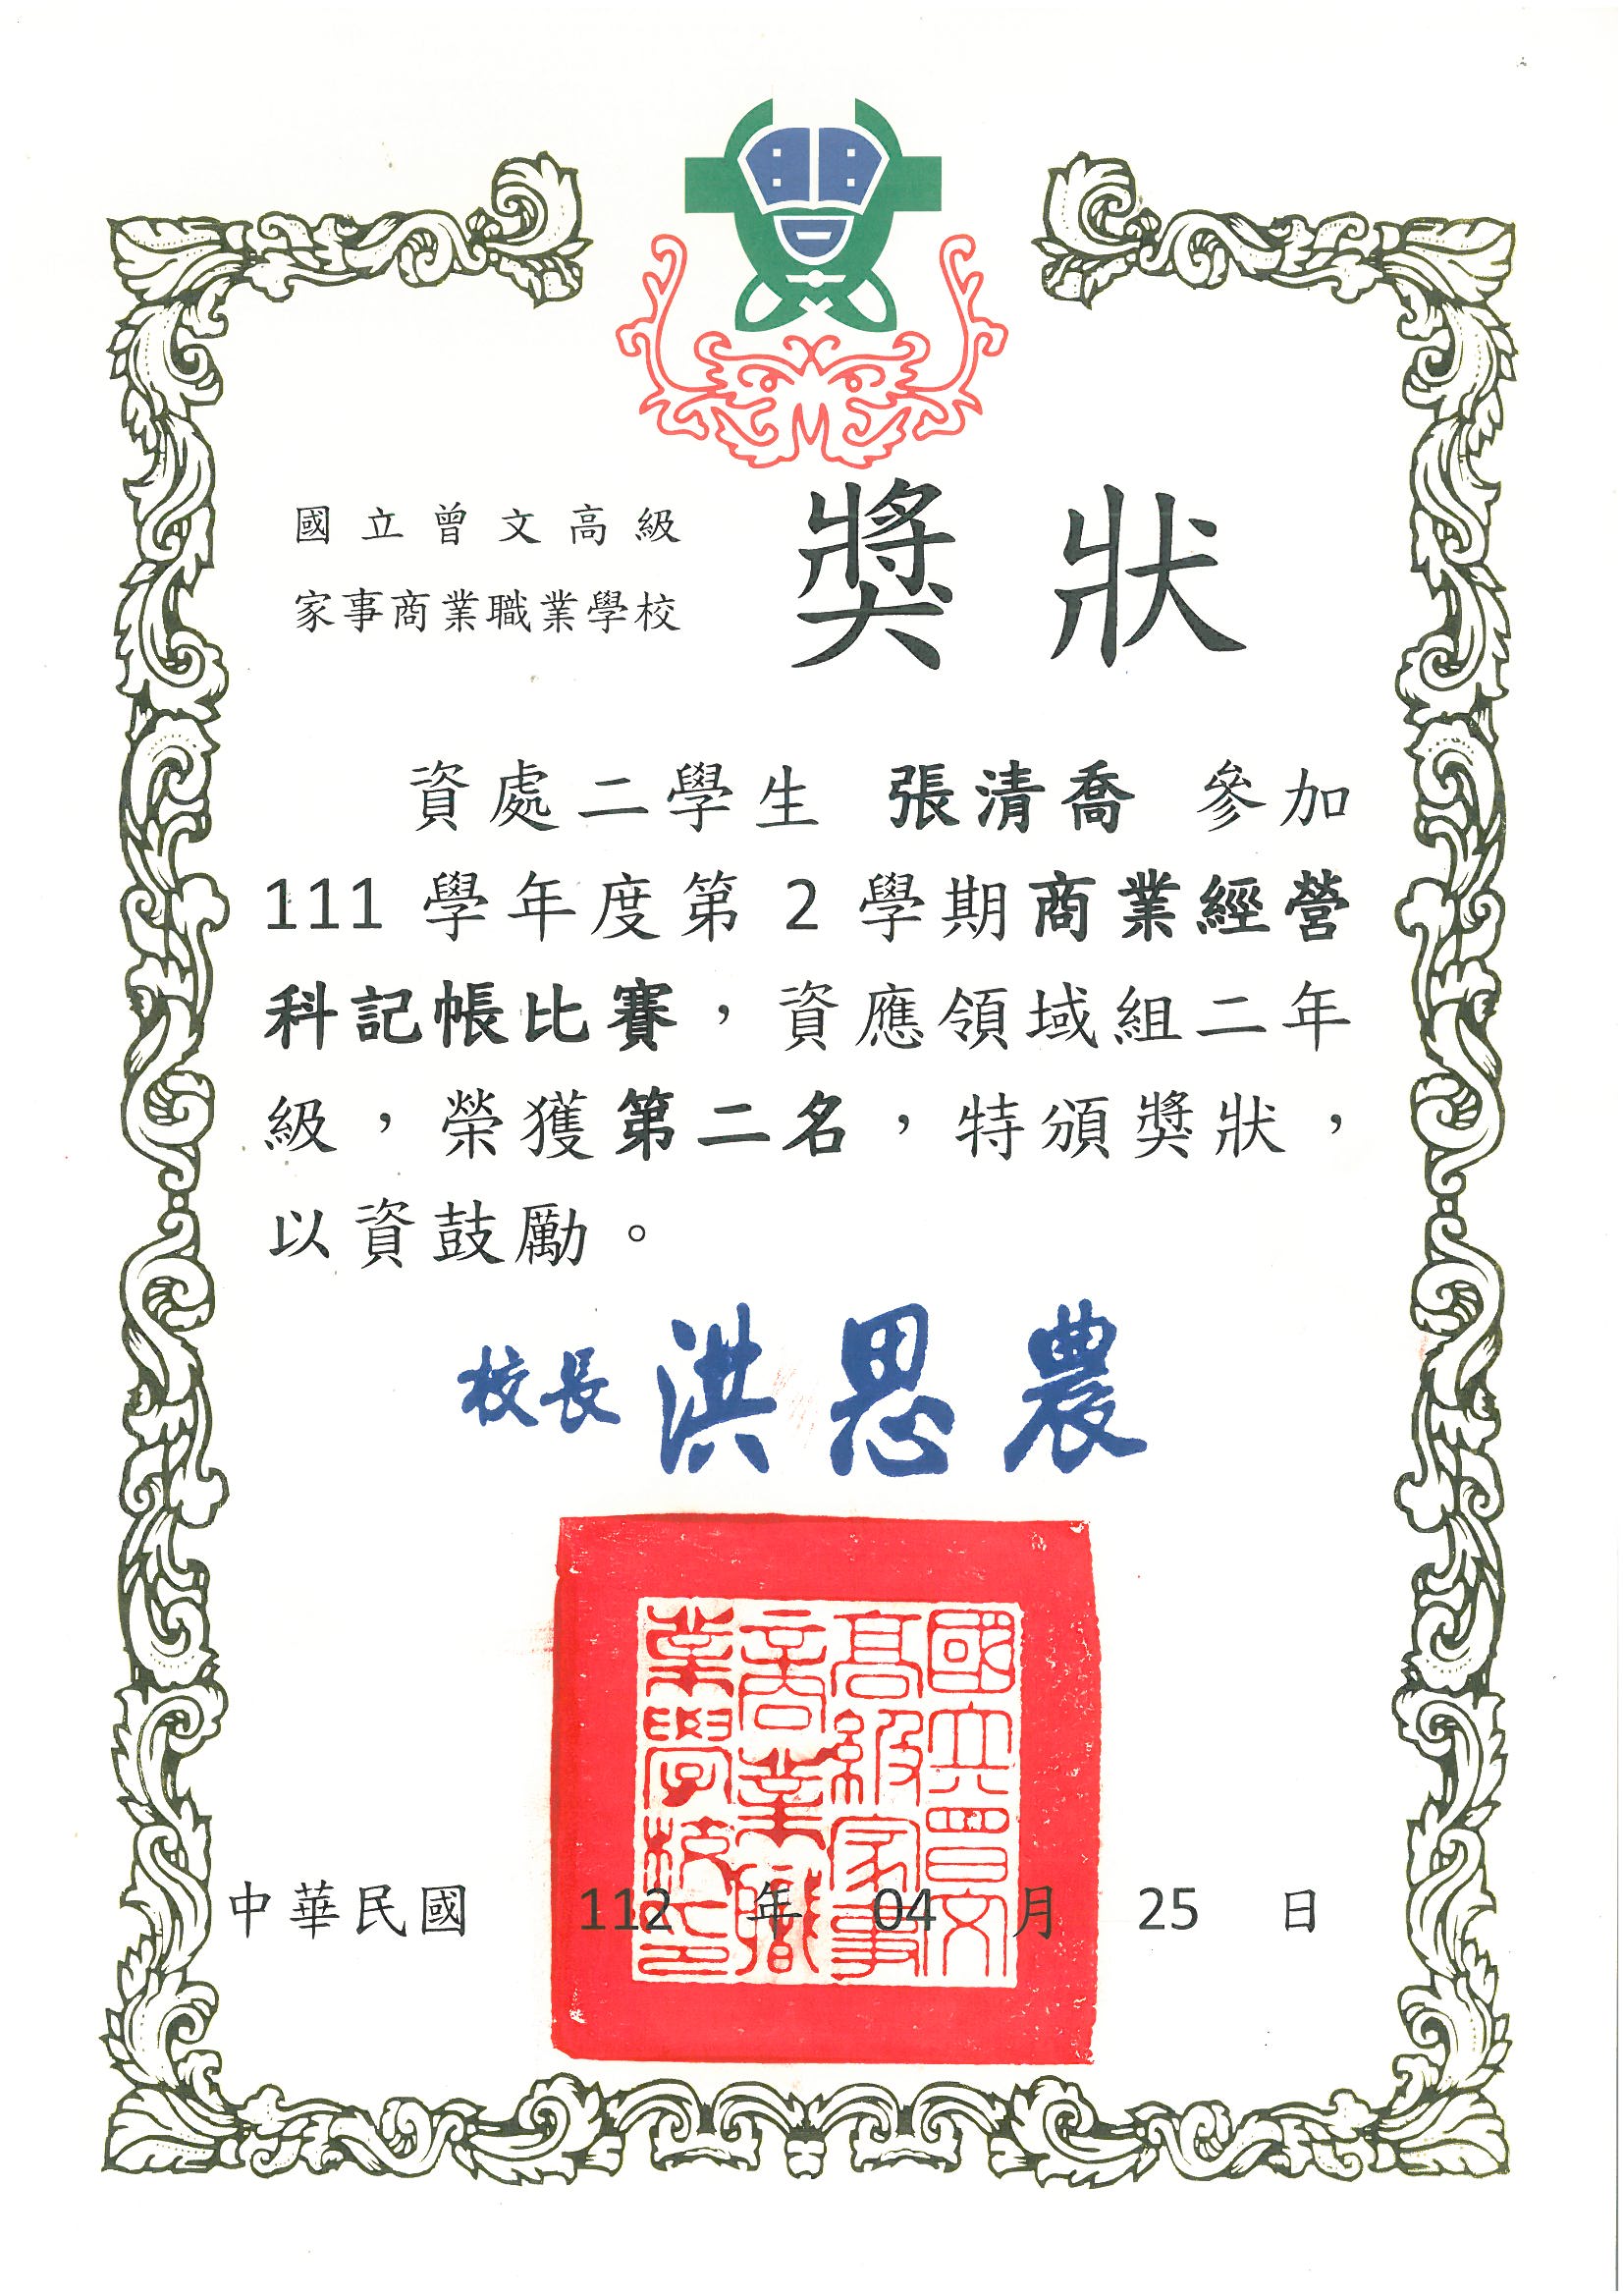 國立曾文高級
家事商業職業學校
獎狀
資處二學生 張清喬 參加
111 學年度第 2 學期商業經營
科記帳比賽，資應領域組二年
級，榮獲第二名，特頒獎狀，
以資鼓勵。
校長 洪思農
國立曾文
高級家事
商業職
業學校印
中華民國 112 年 04 月 25 日